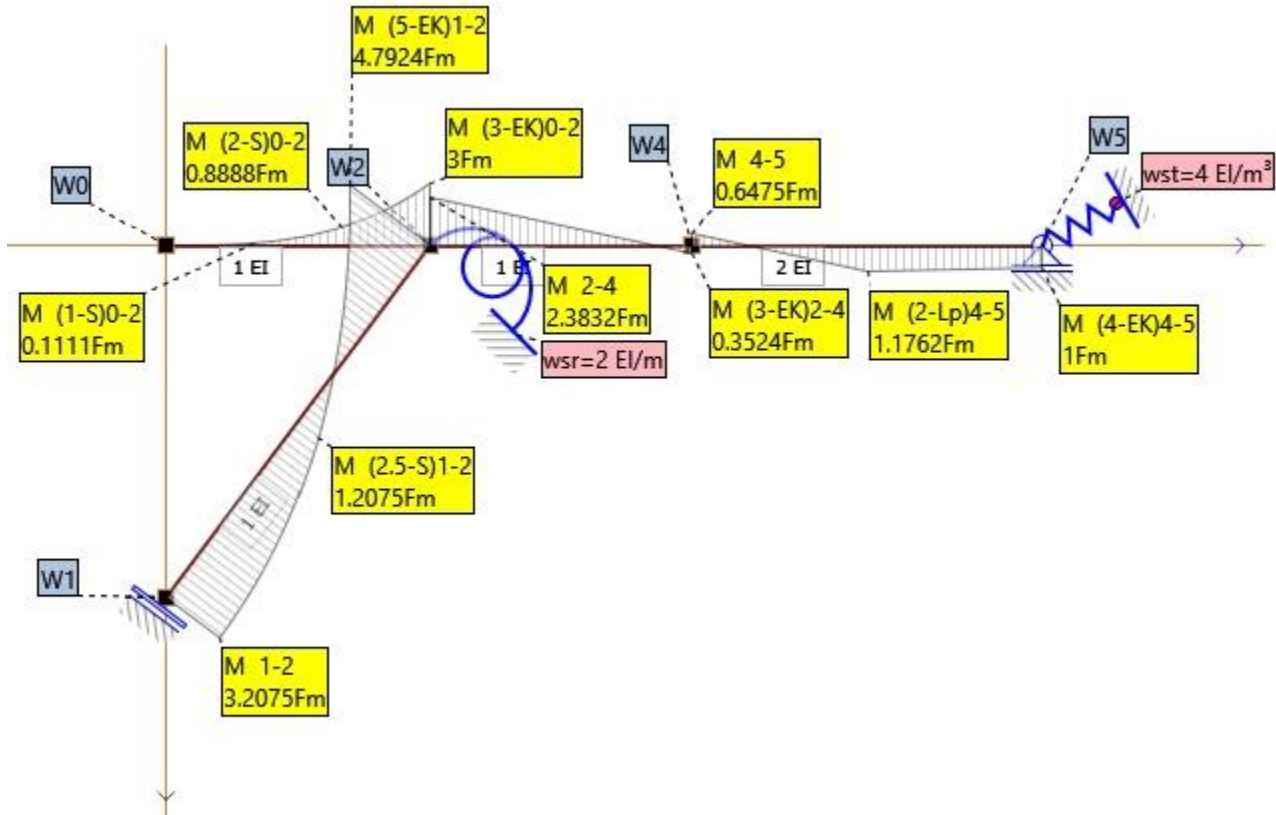 M (5-EK)1-2
4.7924Fm
M (2-S)0-2
0.8888Fm
M (3-EK)0-2
3Fm
W0
W2
W4
M 4-5
0.6475Fm
W5
wst=4 EI/m³
1 EI
1 EI
2 EI
M (1-S)0-2
0.1111Fm
M 2-4
2.3832Fm
wsr=2 EI/m
M (3-EK)2-4
0.3524Fm
M (2-Lp)4-5
1.1762Fm
M (4-EK)4-5
1Fm
M (2.5-S)1-2
1.2075Fm
1 EI
W1
M 1-2
3.2075Fm